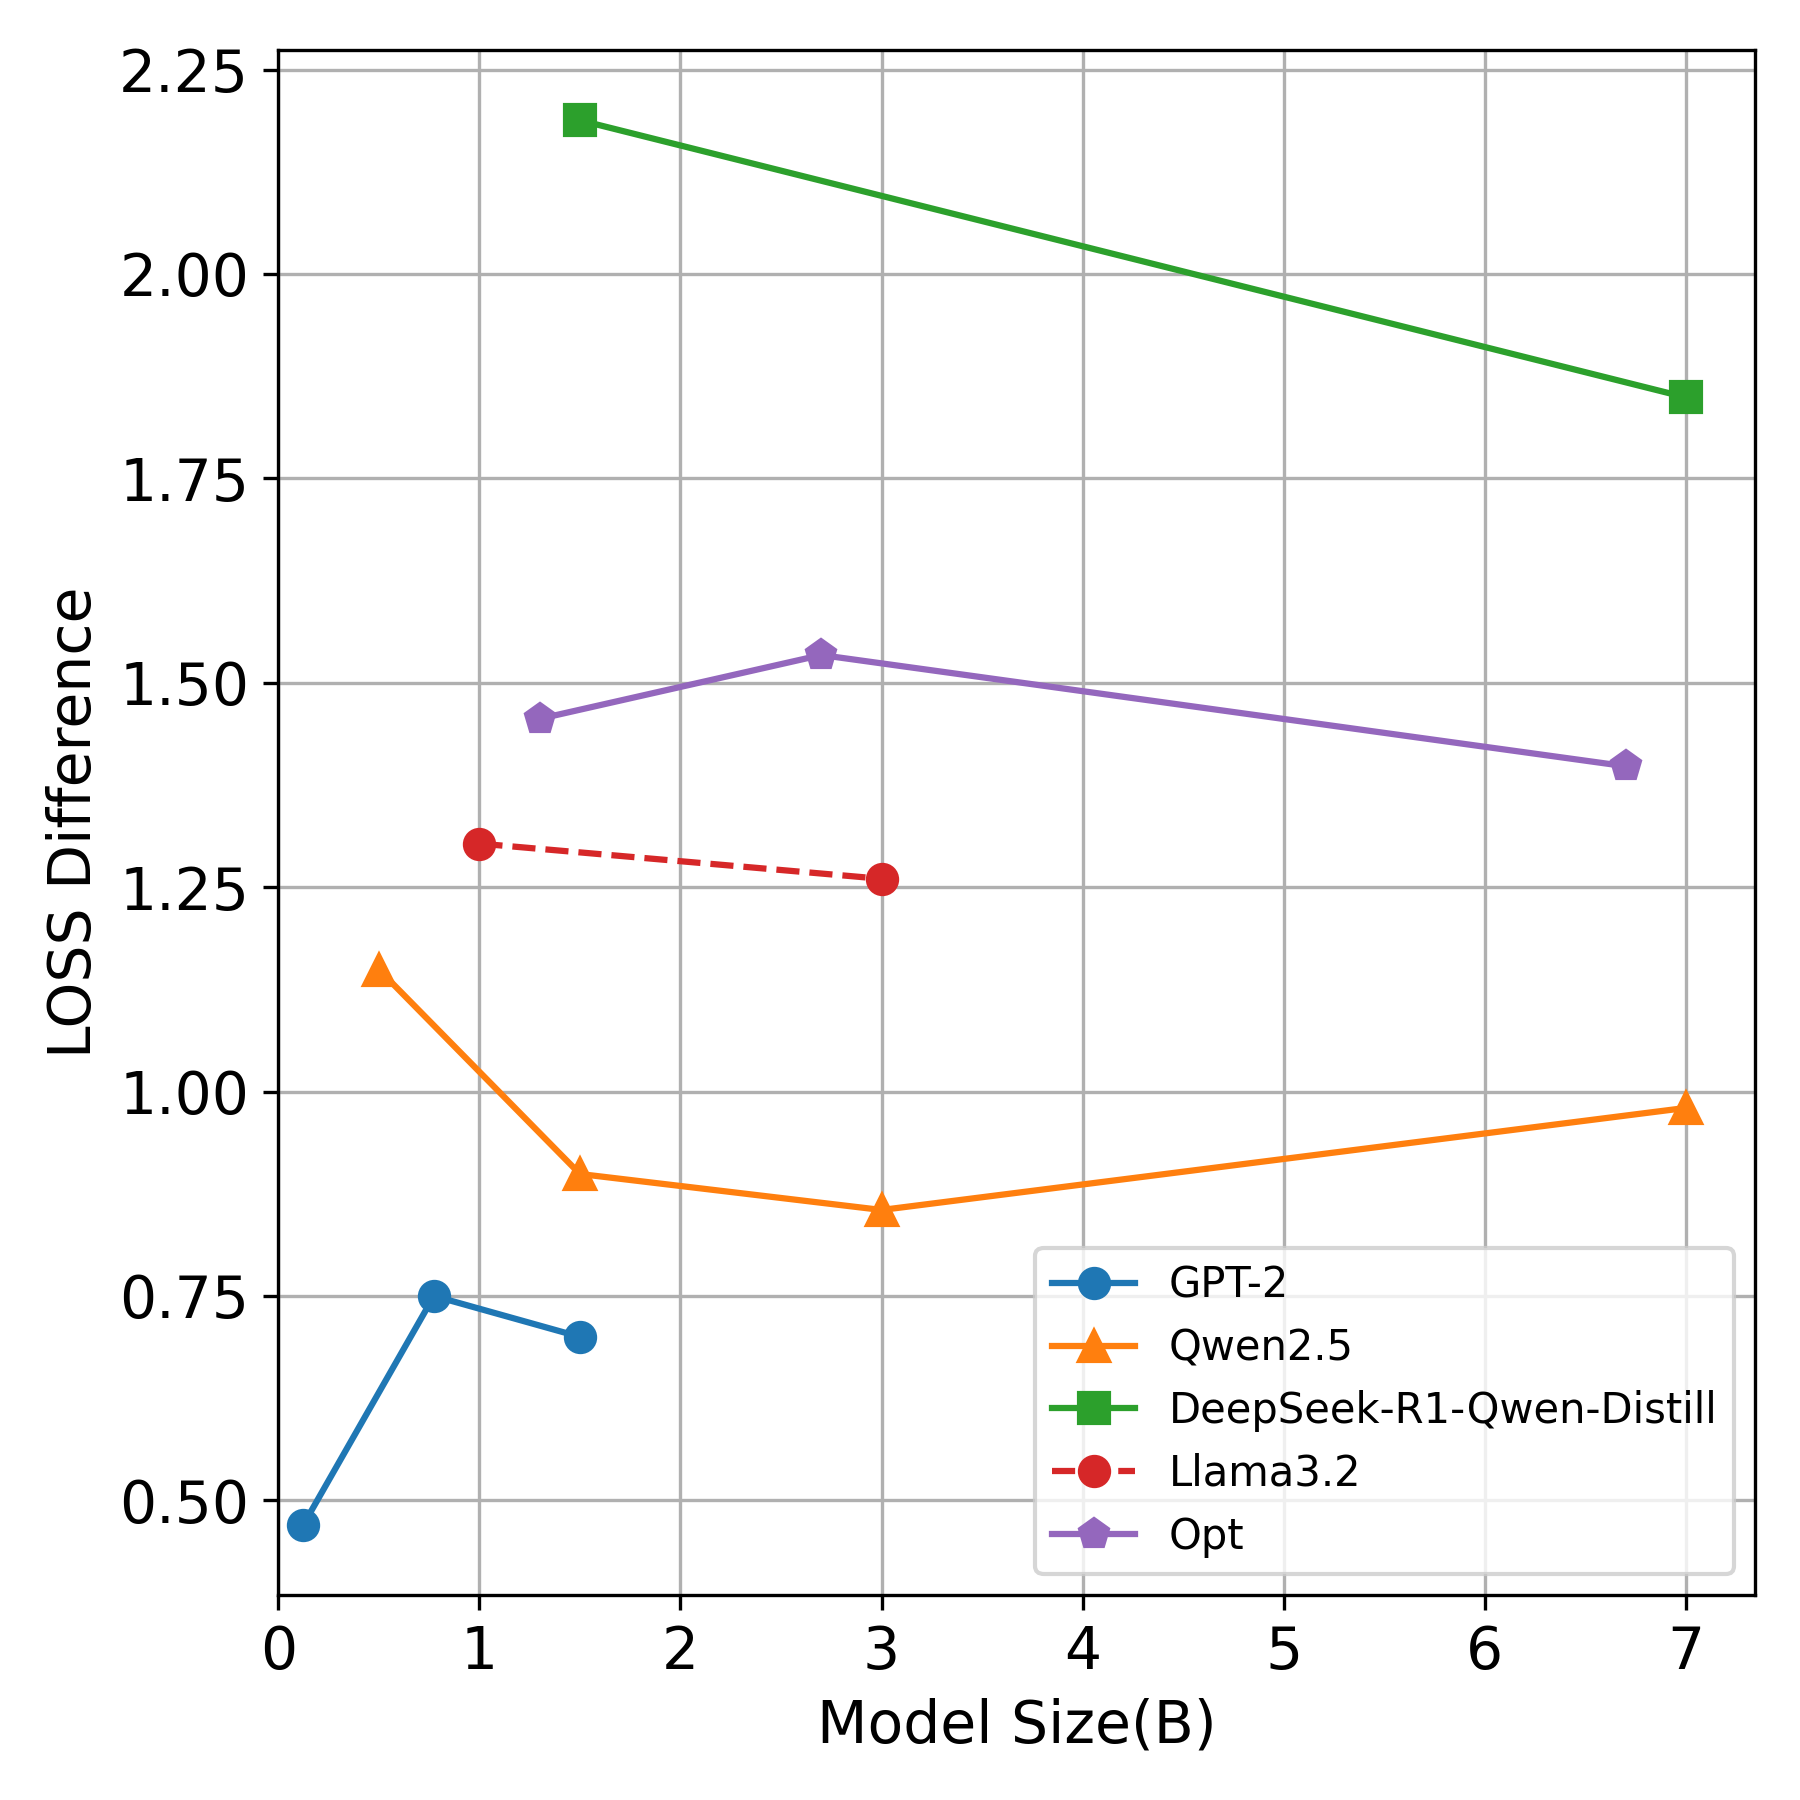 2.25
2.00
1.75
1.50
1.25
1.00
0.75
0.50
LOSS Difference
0 1 2 3 4 5 6 7
Model Size(B)
GPT-2
Qwen2.5
DeepSeek-R1-Qwen-Distill
Llama3.2
Opt